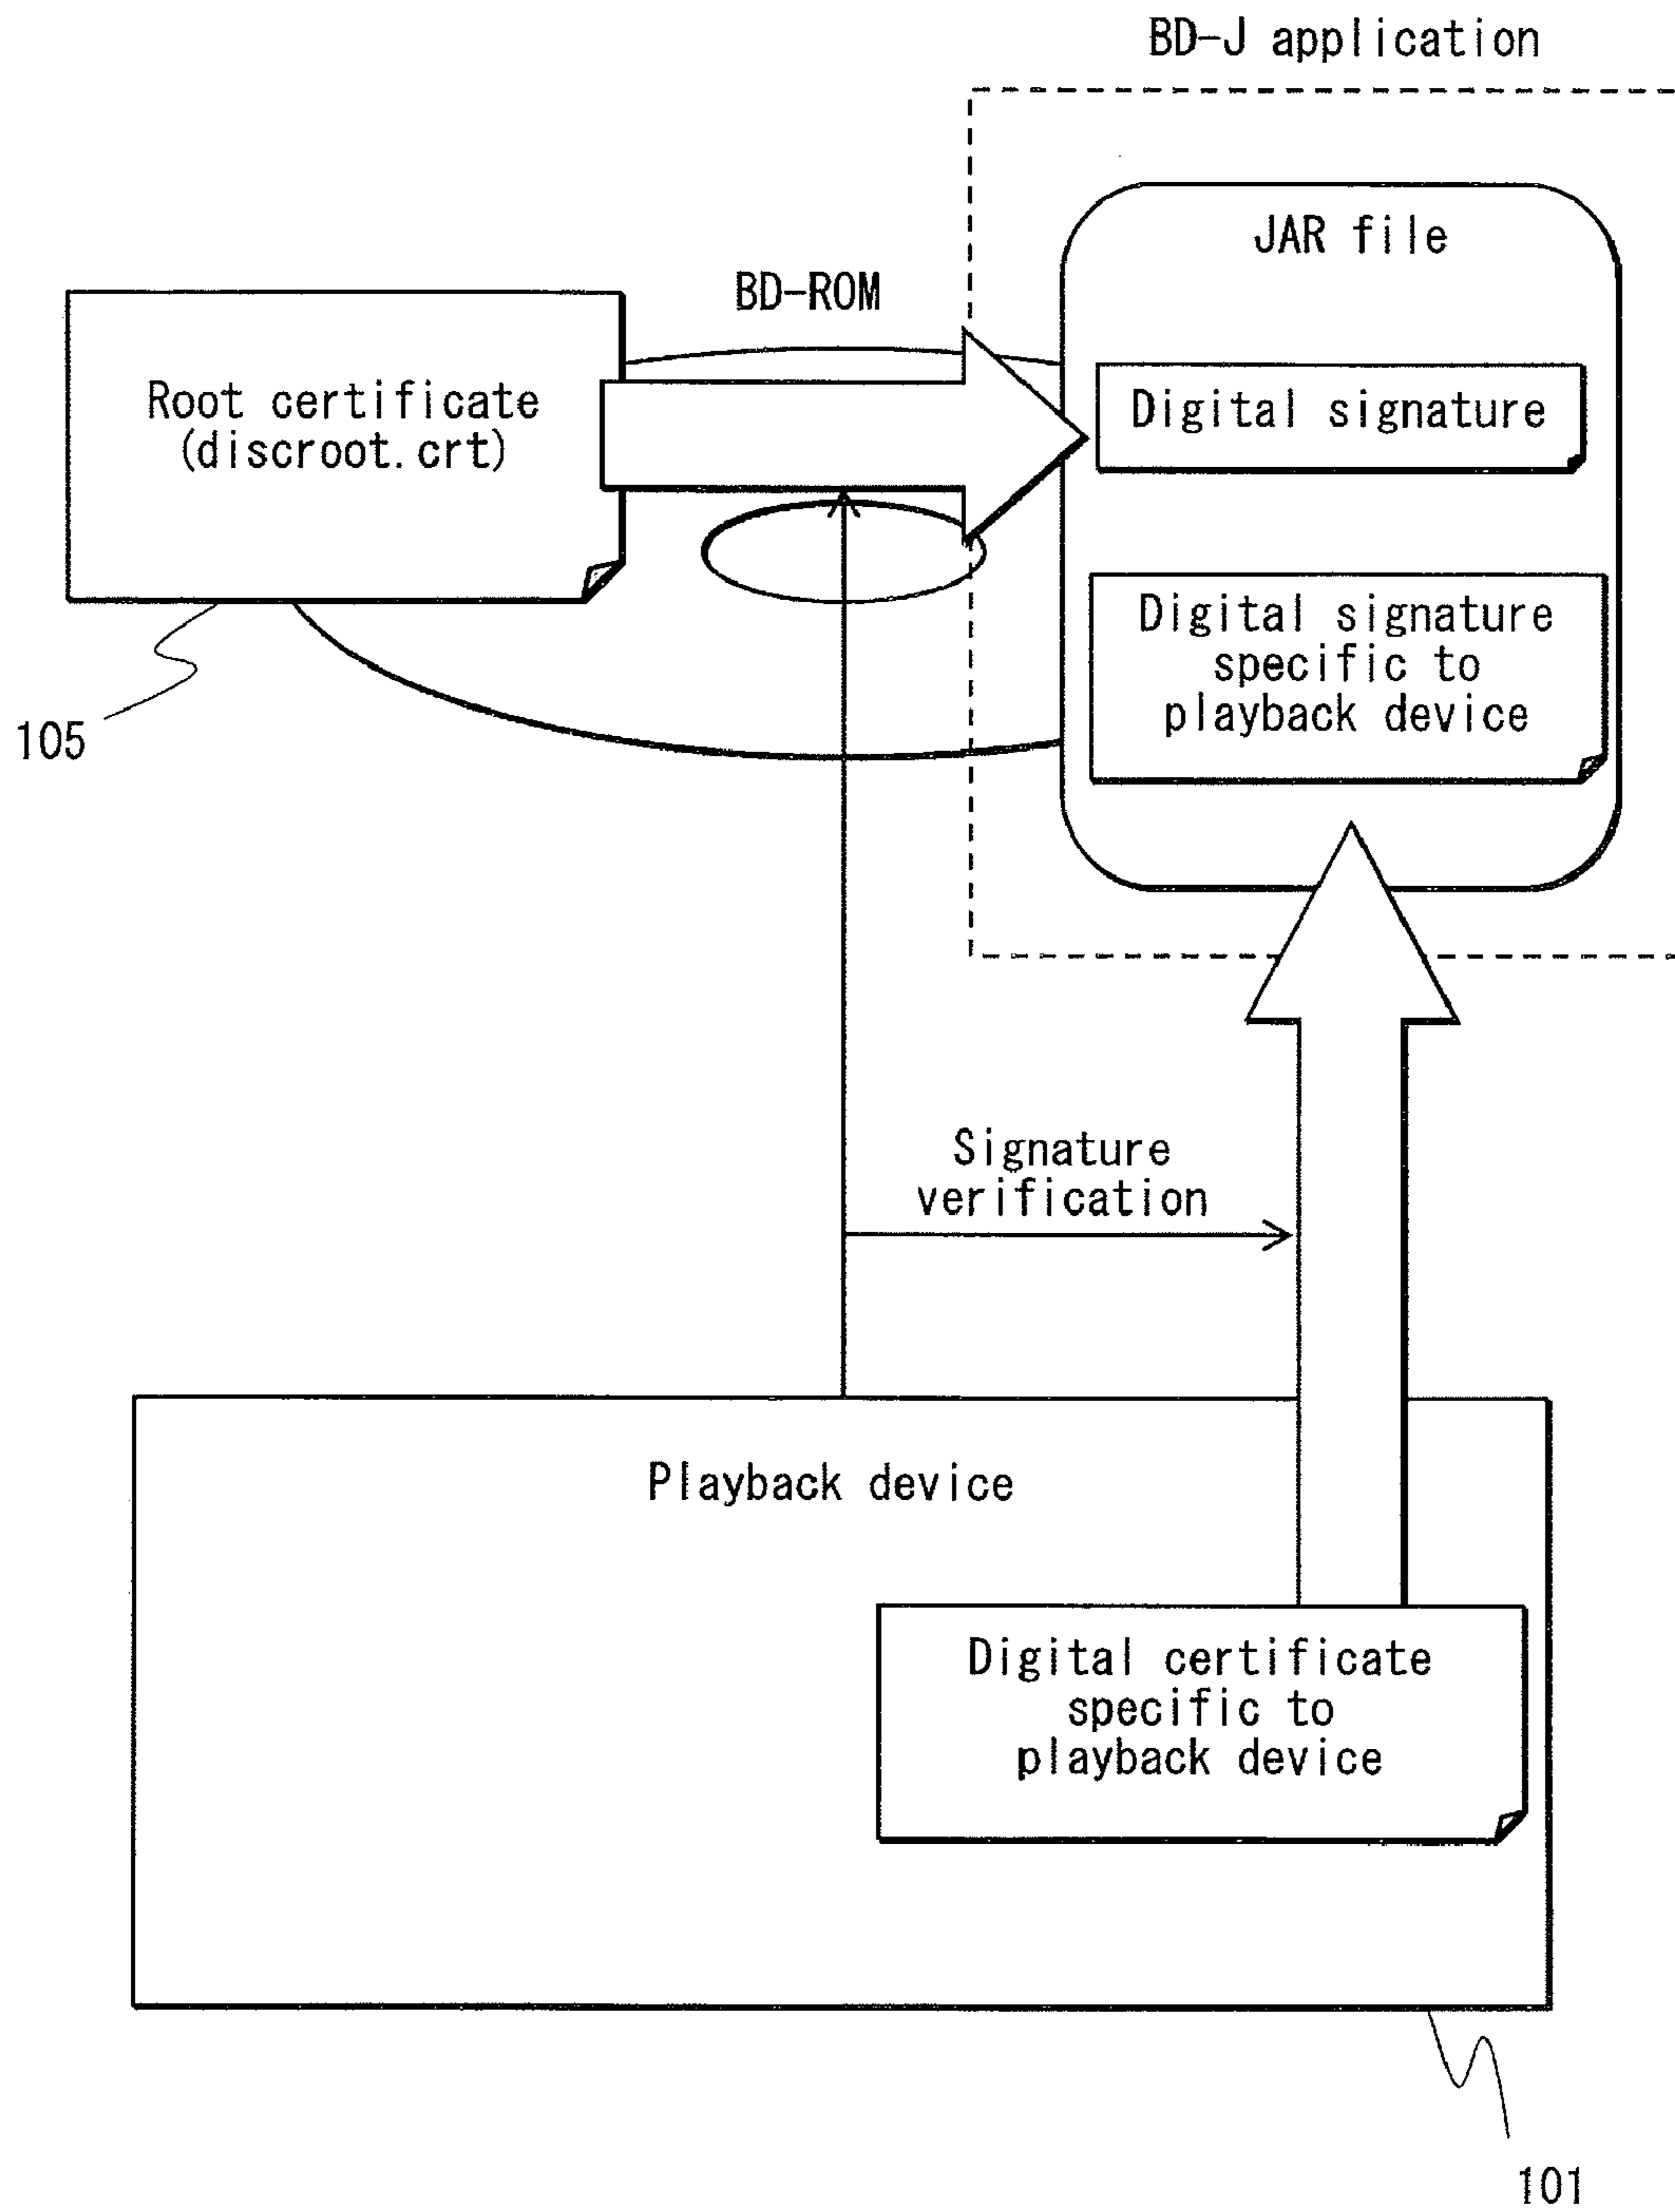 BD-J application
JAR file
BD-ROM
Root certificate
(discroot.crt)
Digital signature
Digital signature
specific to
playback device
105
Signature
verification
Playback device
Digital certificate
specific to
playback device
101